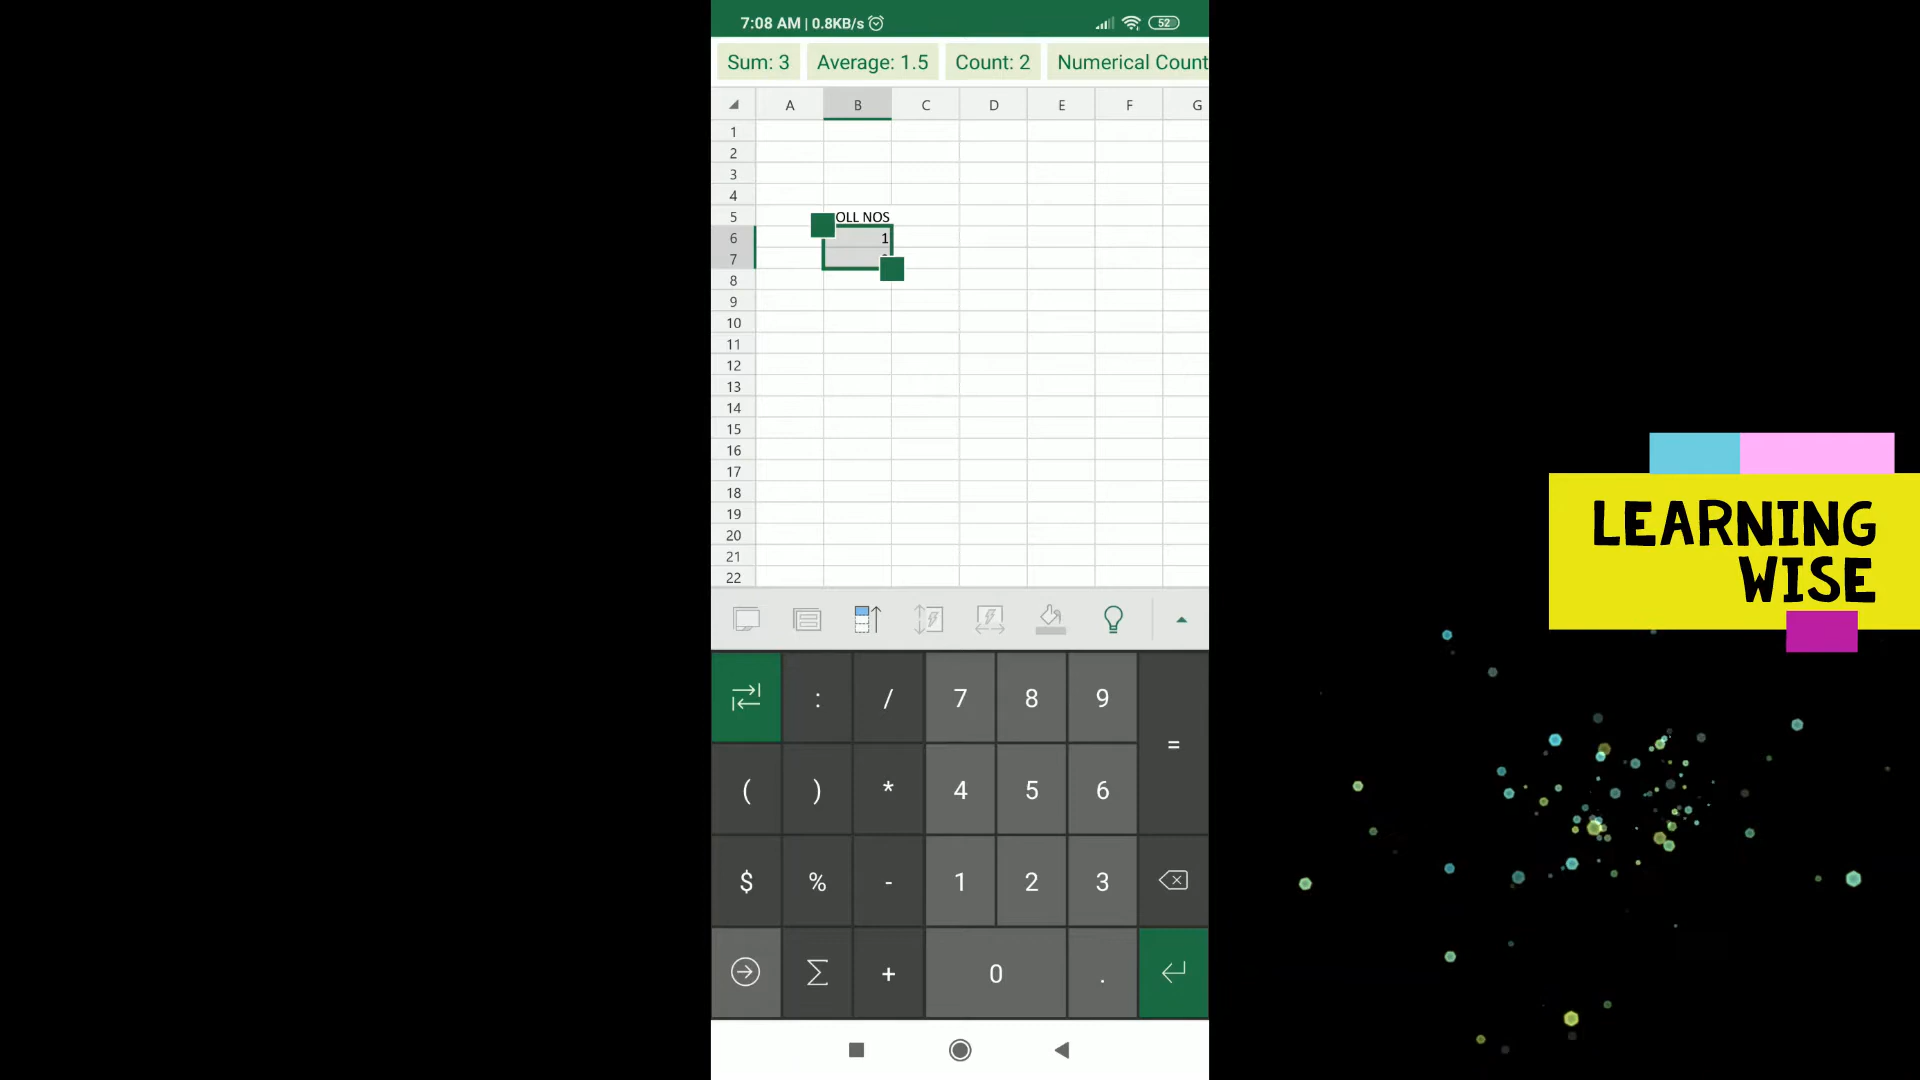 7:08 AM | 0.8KB/s 52
Sum: 3 Average: 1.5 Count: 2 Numerical Count
A B C D E F G
1
2
3
4
5 OLL NOS
6 1
7
8
9
10
11
12
13
14
15
16
17
18
19
20
21
22
LEARNING
WISE
: / 7 8 9
=
( ) * 4 5 6
$ % - 1 2 3
Σ + 0 .